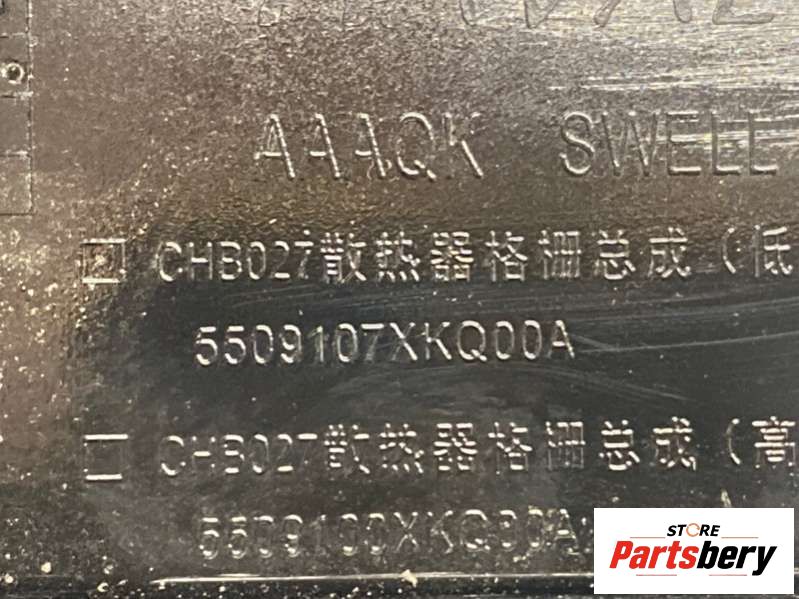 AAAQK SWELL
CHB027散热器格栅总成(低
5509107XKQ00A
CHB027散热器格栅总成(高
5509100XKQ00A
STORE
Partsbery